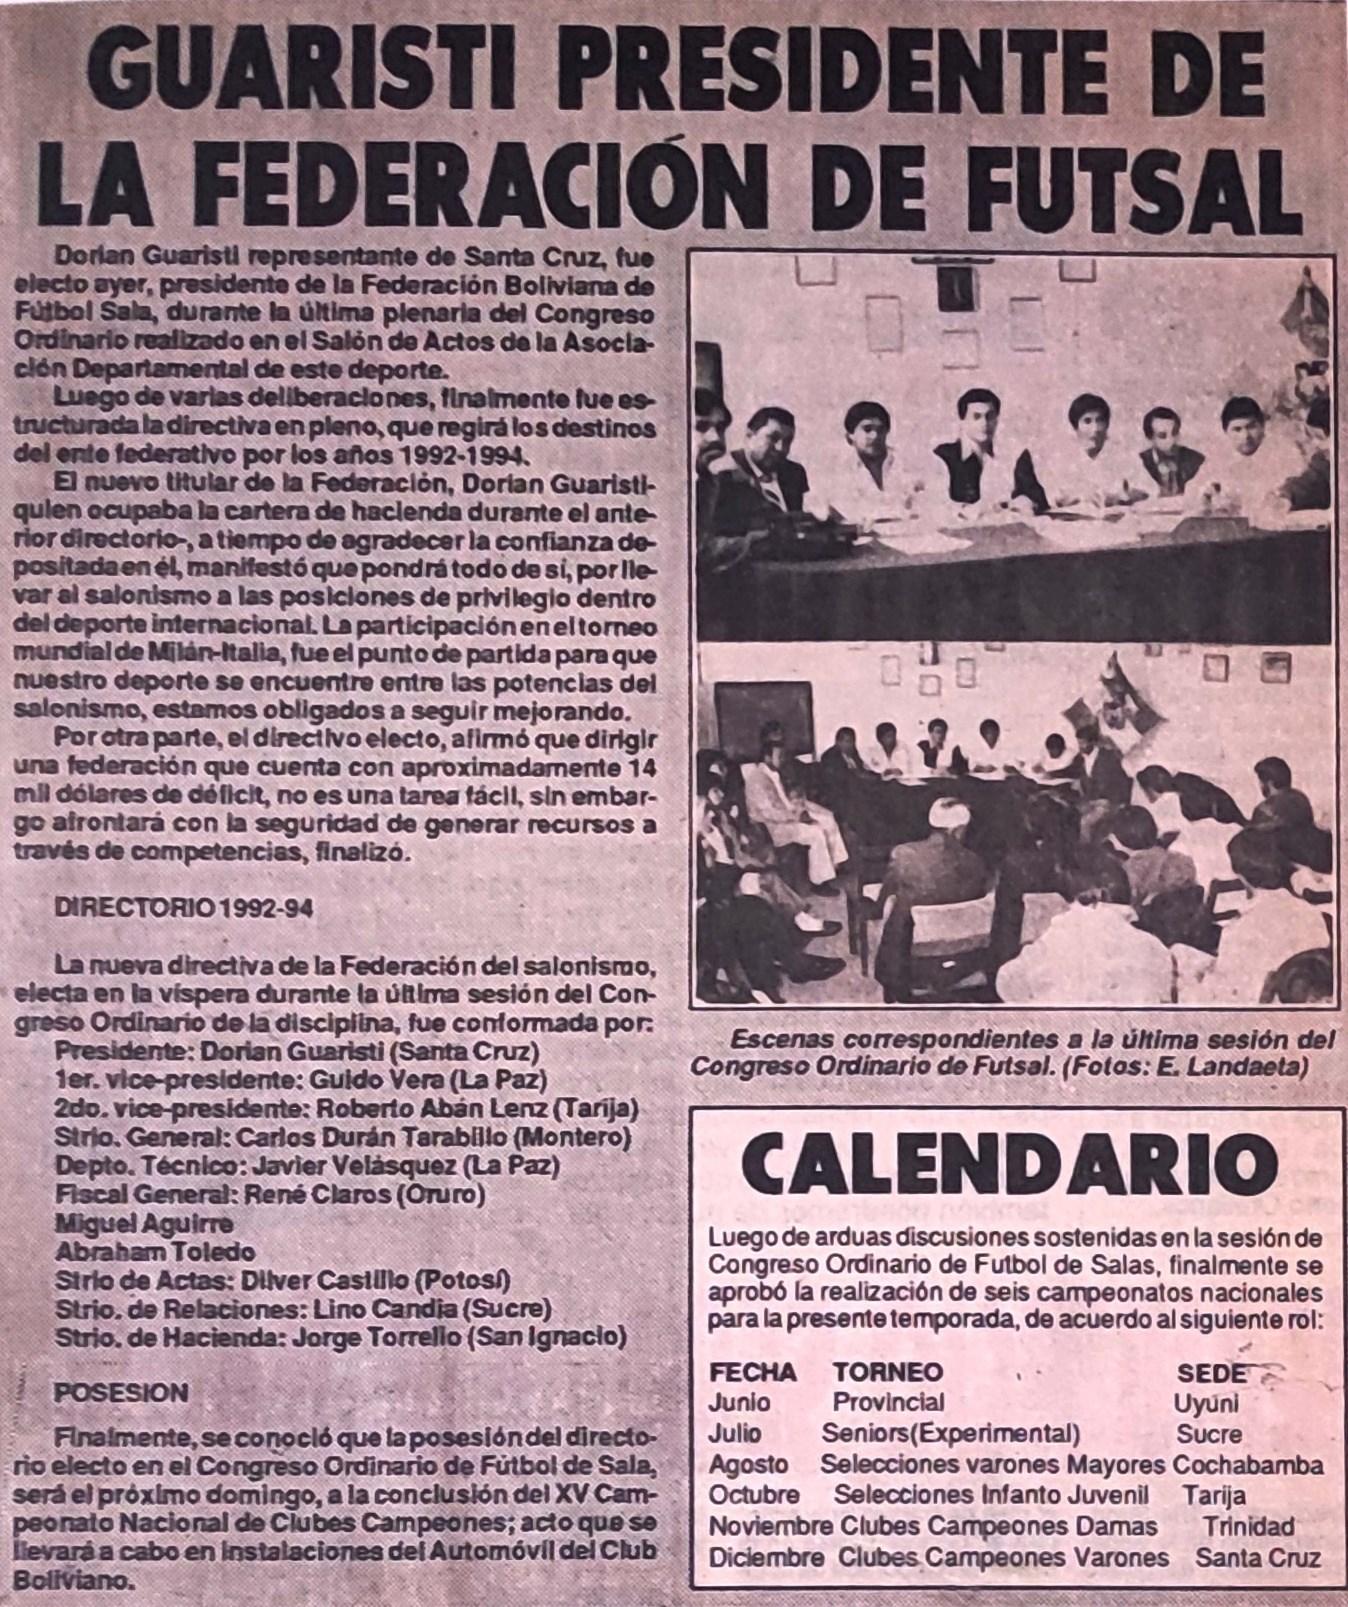 GUARISTI PRESIDENTE DE
LA FEDERACIÓN DE FUTSAL
Dorian Guaristi representante de Santa Cruz, fue
electo ayer, presidente de la Federación Boliviana de
Fútbol Sala, durante la última plenaria del Congreso
Ordinario realizado en el Salón de Actos de la Asocia-
ción Departamental de este deporte.
Luego de varias deliberaciones, finalmente fue es-
tructurada la directiva en pleno, que regirá los destinos
del ente federativo por los años 1992-1994.
El nuevo titular de la Federación, Dorian Guaristi-
quien ocupaba la cartera de hacienda durante el ante-
rior directorio-, a tiempo de agradecer la confianza de-
positada en él, manifestó que pondrá todo de sí, por lle-
var al salonismo a las posiciones de privilegio dentro
del deporte internacional. La participación en el torneo
mundial de Milán-Italia, fue el punto de partida para que
nuestro deporte se encuentre entre las potencias del
salonismo, estamos obligados a seguir mejorando.
Por otra parte, el directivo electo, afirmó que dirigir
una federación que cuenta con aproximadamente 14
mil dólares de déficit, no es una tarea fácil, sin embar-
go afrontará con la seguridad de generar recursos a
través de competencias, finalizó.
DIRECTORIO 1992-94
La nueva directiva de la Federación del salonismo,
electa en la víspera durante la última sesión del Con-
greso Ordinario de la disciplina, fue conformada por:
Presidente: Dorian Guaristi (Santa Cruz)
1er. vice-presidente: Guido Vera (La Paz)
2do. vice-presidente: Roberto Abán Lenz (Tarija)
Strio. General: Carlos Durán Tarabillo (Montero)
Depto. Técnico: Javier Velásquez (La Paz)
Fiscal General: René Claros (Oruro)
Miguel Aguirre
Abraham Toledo
Strio de Actas: Dilver Castillo (Potosí)
Strio. de Relaciones: Lino Candia (Sucre)
Strio. de Hacienda: Jorge Torrelio (San Ignacio)
POSESION
Finalmente, se conoció que la posesión del directo-
rio electo en el Congreso Ordinario de Fútbol de Sala,
será el próximo domingo, a la conclusión del XV Cam-
peonato Nacional de Clubes Campeones; acto que se
llevará a cabo en instalaciones del Automóvil del Club
Boliviano.
Escenas correspondientes a la última sesión del
Congreso Ordinario de Futsal. (Fotos: E. Landaeta)
CALENDARIO
Luego de arduas discusiones sostenidas en la sesión de
Congreso Ordinario de Futbol de Salas, finalmente se
aprobó la realización de seis campeonatos nacionales
para la presente temporada, de acuerdo al siguiente rol:
FECHA TORNEO SEDE
Junio Provincial Uyuni
Julio Seniors(Experimental) Sucre
Agosto Selecciones varones Mayores Cochabamba
Octubre Selecciones Infanto Juvenil Tarija
Noviembre Clubes Campeones Damas Trinidad
Diciembre Clubes Campeones Varones Santa Cruz